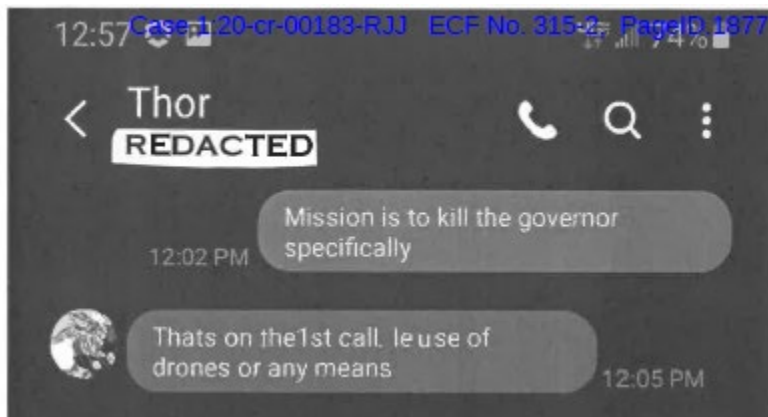 Case 1:20-cr-00183-RJJ ECF No. 315-2, PageID.1877
12:57 74%
Thor
REDACTED
Mission is to kill the governor
specifically
12:02 PM
Thats on the1st call. Ie use of
drones or any means
12:05 PM